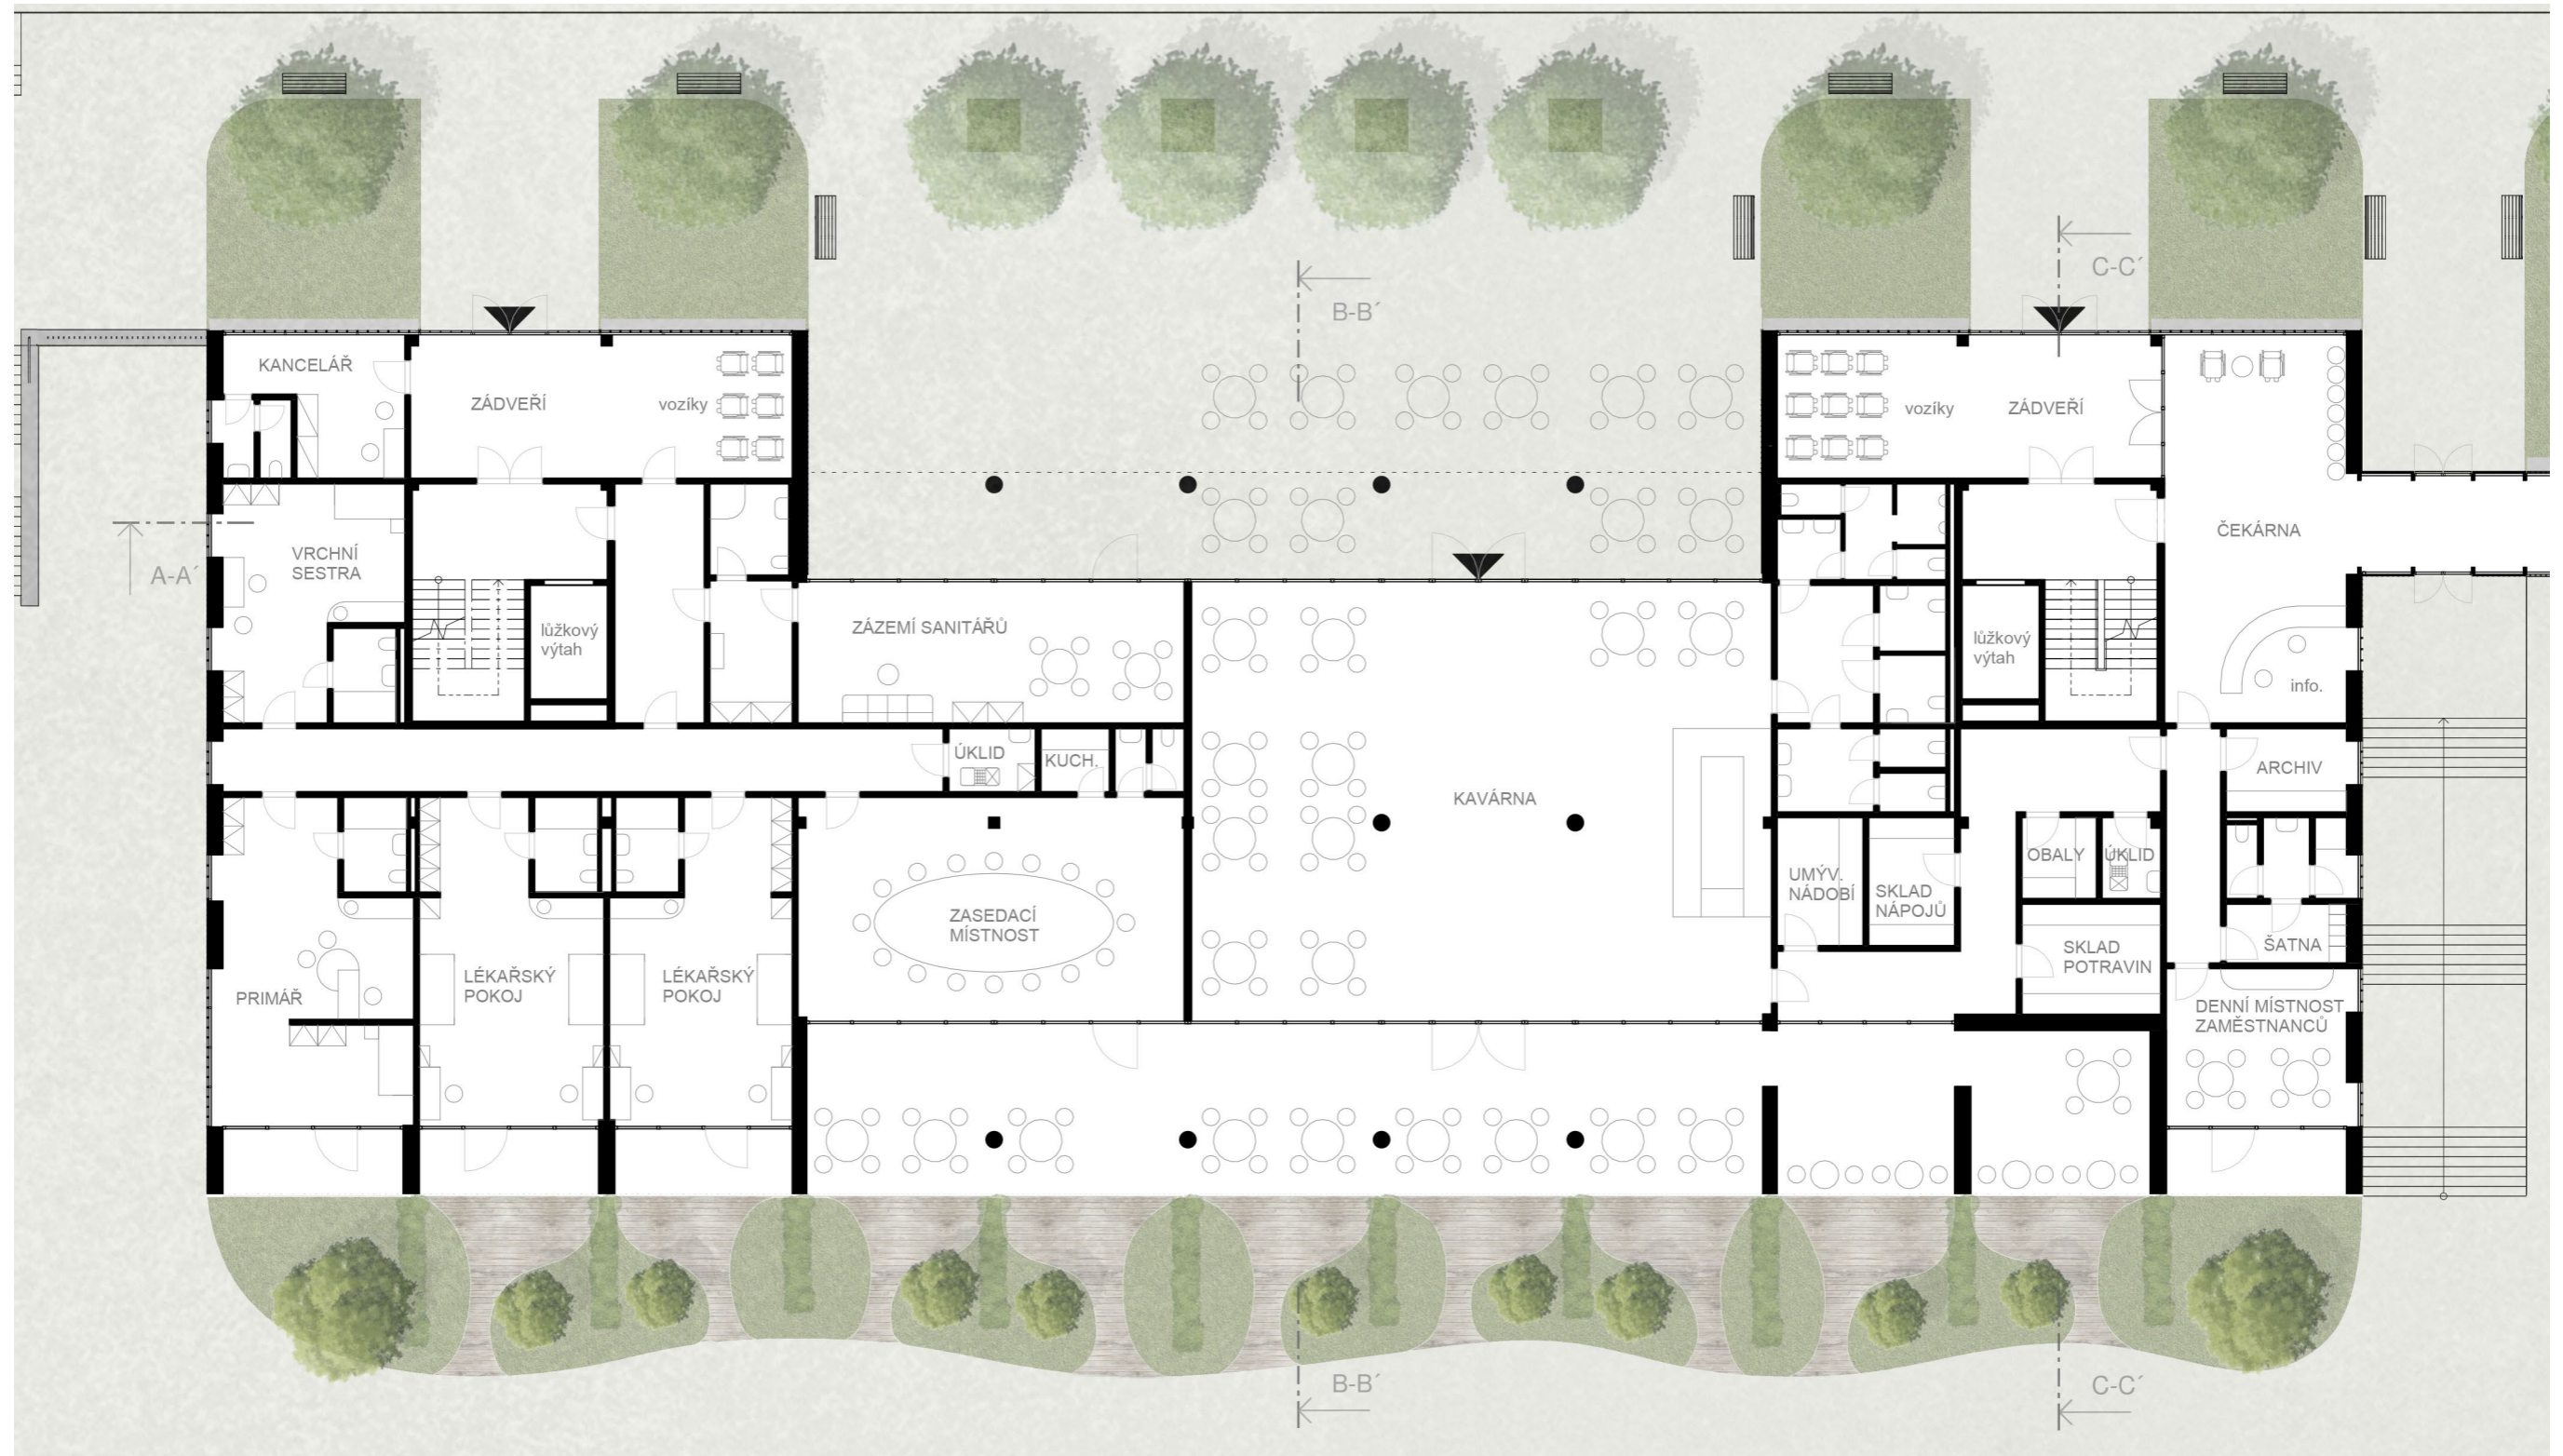 C-C´
B-B´
KANCELÁŘ
ZÁDVEŘÍ
vozíky
vozíky
ZÁDVEŘÍ
A-A´
VRCHNÍ
SESTRA
ČEKÁRNA
lůžkový
výtah
ZÁZEMÍ SANITÁŘŮ
lůžkový
výtah
info.
ÚKLID
KUCH.
KAVÁRNA
ARCHIV
OBALY
ÚKLID
UMÝV.
NÁDOBÍ
SKLAD
NÁPOJŮ
ZASEDACÍ
MÍSTNOST
ŠATNA
SKLAD
POTRAVIN
PRIMÁŘ
LÉKAŘSKÝ
POKOJ
LÉKAŘSKÝ
POKOJ
DENNÍ MÍSTNOST
ZAMĚSTNANCŮ
B-B´
C-C´